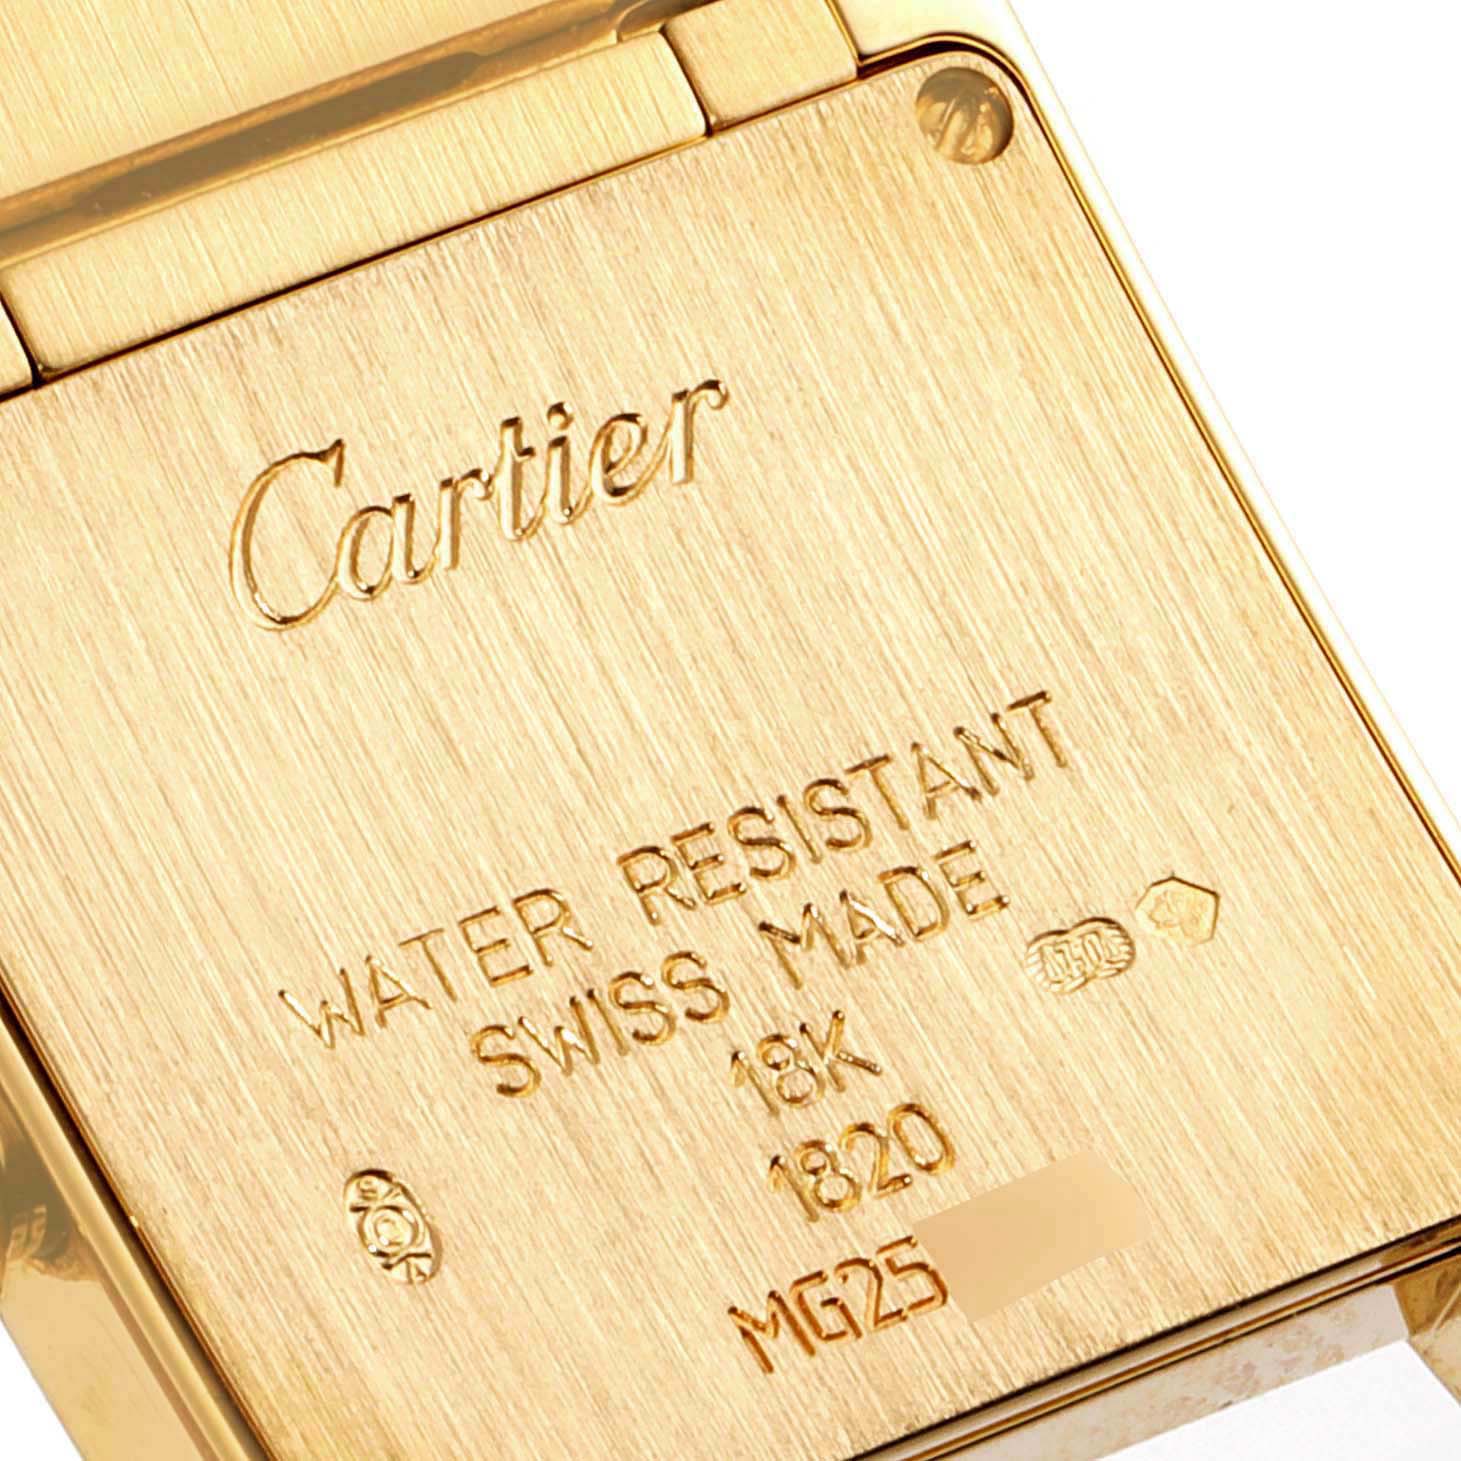 Cartier
WATER RESISTANT
SWISS MADE
18K
1820
MG25